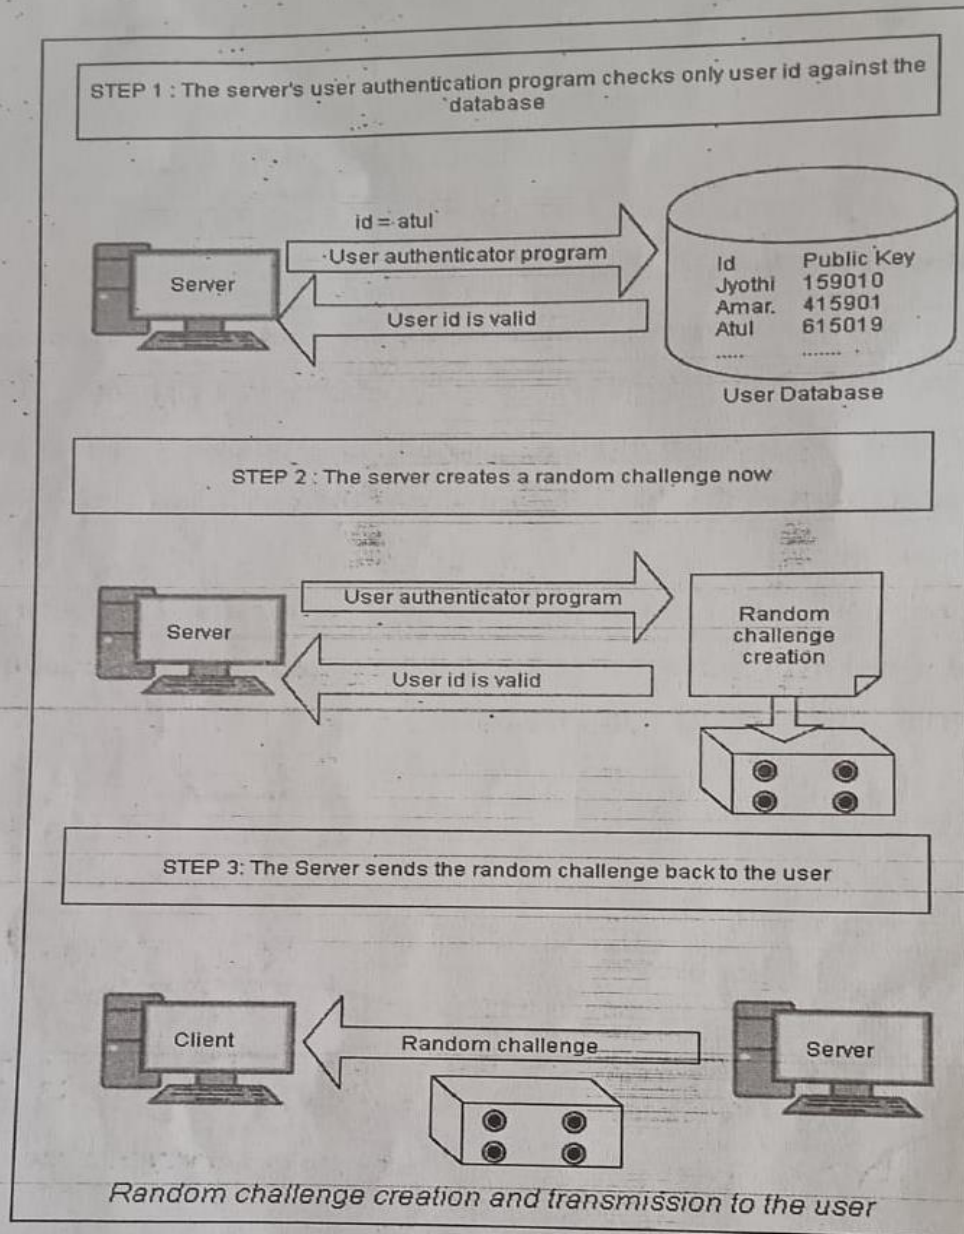 STEP 1 : The server's user authentication program checks only user id against the
database
id = atul
User authenticator program
Server
User id is valid
Id Public Key
Jyothi 159010
Amar. 415901
Atul 615019
..... .......
User Database
STEP 2 : The server creates a random challenge now
User authenticator program
Server
User id is valid
Random
challenge
creation
STEP 3: The Server sends the random challenge back to the user
Client
Random challenge
Server
Random challenge creation and transmission to the user